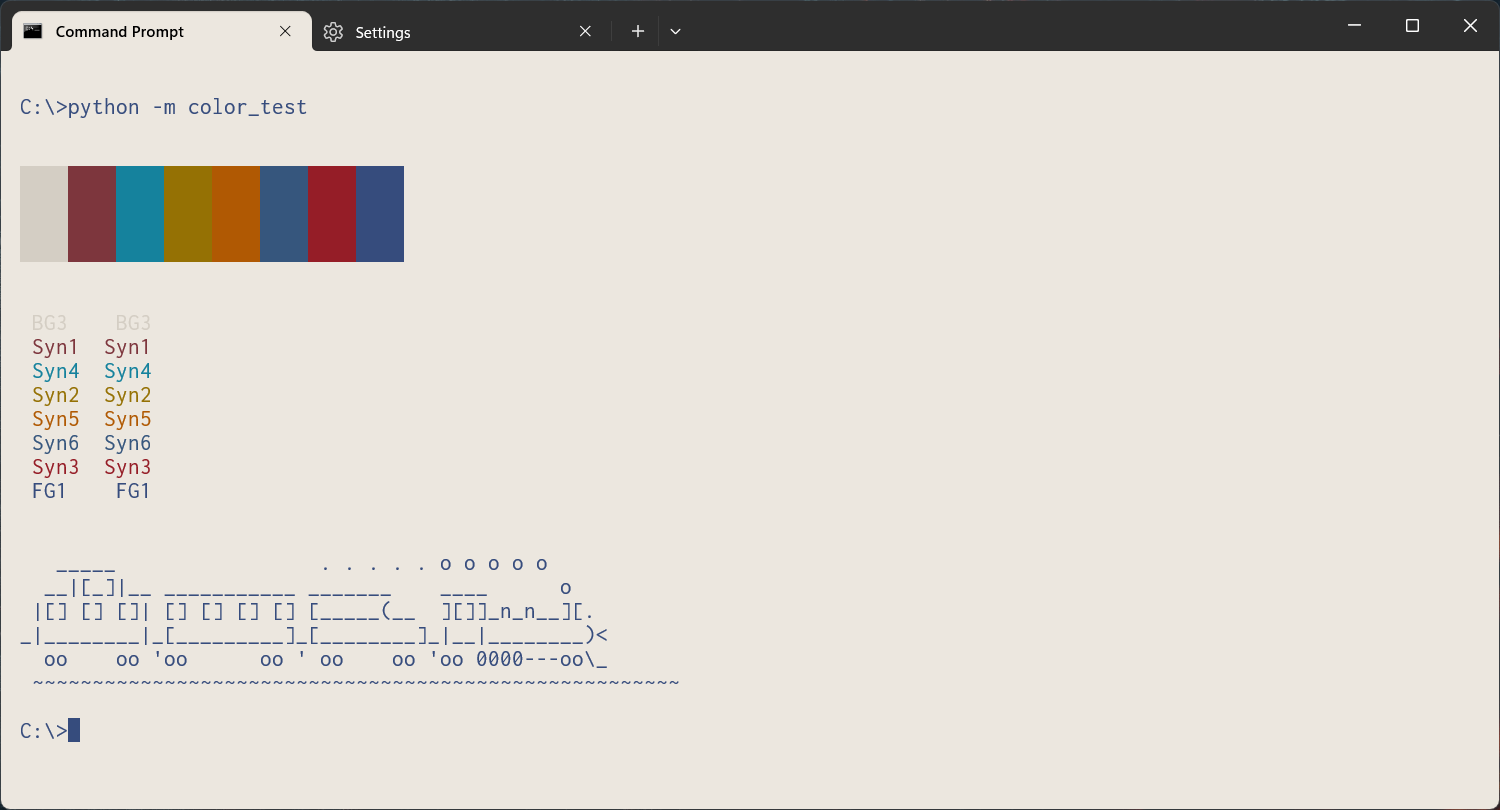 Command Prompt Settings
C:\>python -m color_test
BG3    BG3
Syn1  Syn1
Syn4  Syn4
Syn2  Syn2
Syn5  Syn5
Syn6  Syn6
Syn3  Syn3
FG1    FG1
   _____                 . . . . . o o o o o
  __|[_]|__ ___________ _______    ____      o
 |[] [] []| [] [] [] [] [_____(__  ][]]_n_n__][.
_|________|_[_________]_[________]_|__|________)<
  oo    oo 'oo      oo ' oo    oo 'oo 0000---oo\_
 ~~~~~~~~~~~~~~~~~~~~~~~~~~~~~~~~~~~~~~~~~~~~~~~~~~~~~~
C:\>